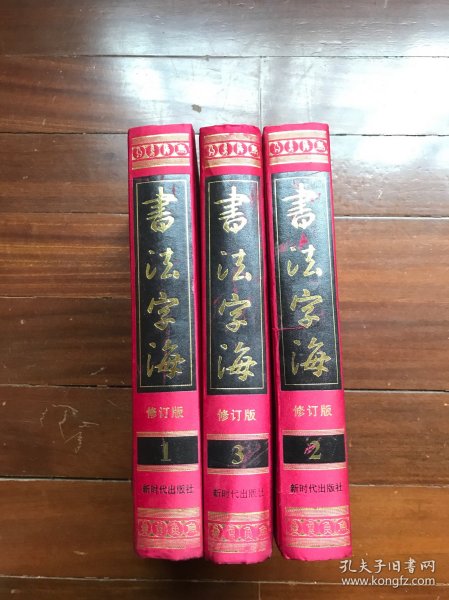 書法字海
修订版
1
新时代出版社
書法字海
修订版
3
新时代出版社
書法字海
修订版
2
新时代出版社
孔夫子旧书网
www.kongfz.com